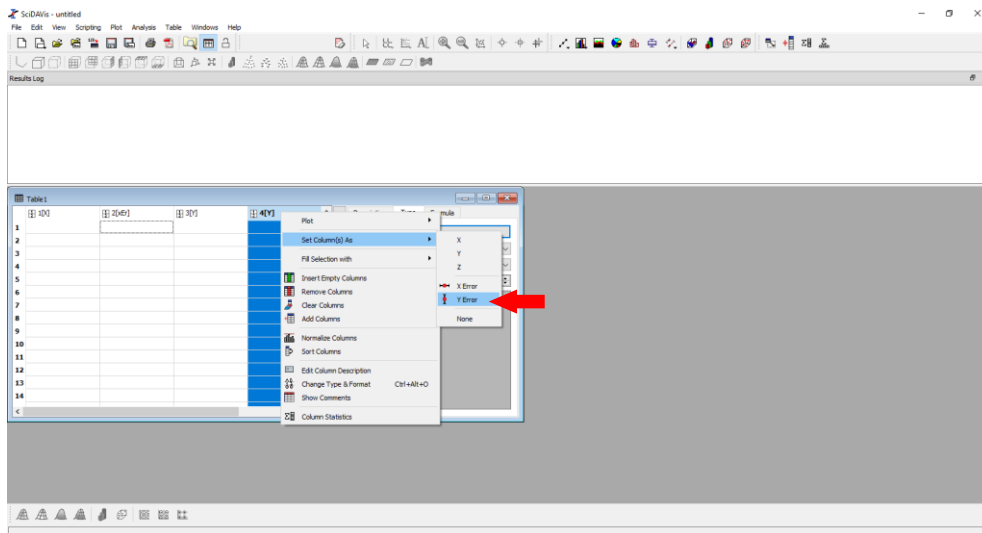 SciDAVis - untitled
File Edit View Scripting Plot Analysis Table Windows Help
Results Log
Table1
1[X] 2[xEr] 3[Y] 4[Y]
1
2
3
4
5
6
7
8
9
10
11
12
13
14
Plot
Set Column(s) As
Fill Selection with
Insert Empty Columns
Remove Columns
Clear Columns
Add Columns
Normalize Columns
Sort Columns
Edit Column Description
Change Type & Format Ctrl+Alt+O
Show Comments
Column Statistics
X
Y
Z
X Error
Y Error
None